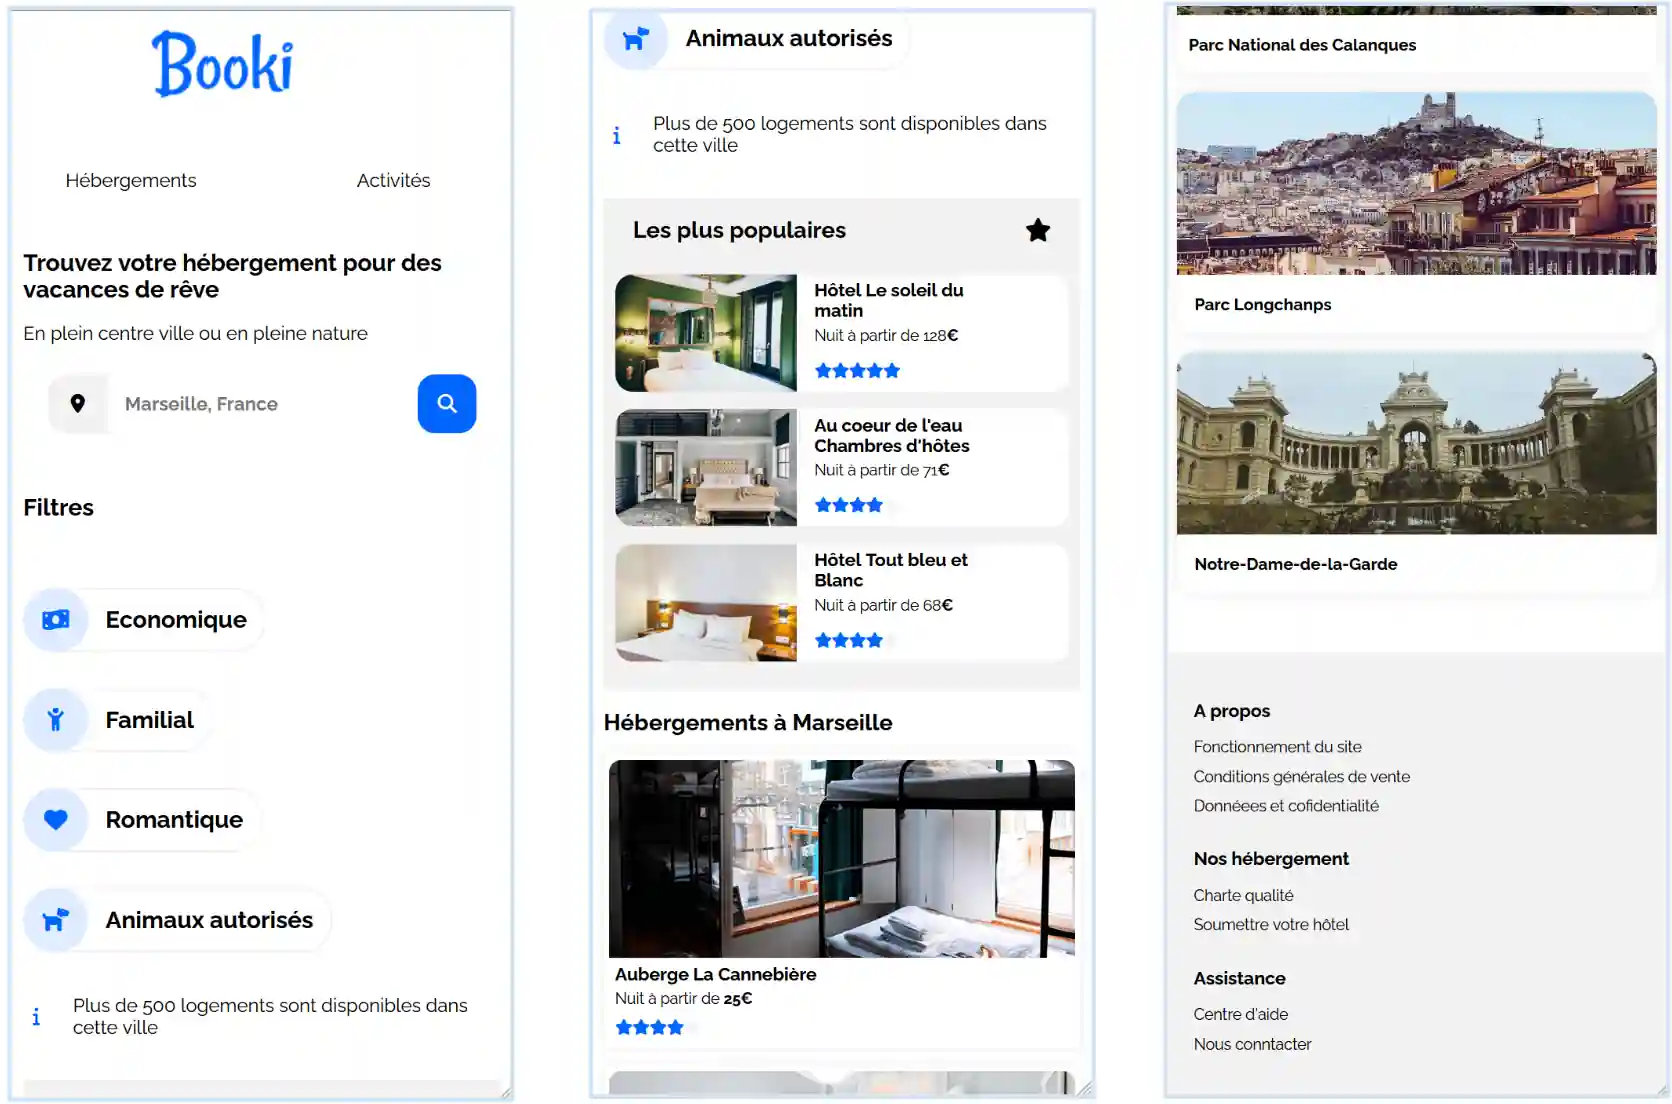 Booki
Hébergements
Activités
Trouvez votre hébergement pour des
vacances de rêve
En plein centre ville ou en pleine nature
Marseille, France
Filtres
Economique
Familial
Romantique
Animaux autorisés
Plus de 500 logements sont disponibles dans
cette ville
Animaux autorisés
Plus de 500 logements sont disponibles dans
cette ville
Les plus populaires
Hôtel Le soleil du
matin
Nuit à partir de 128€
Au coeur de l'eau
Chambres d'hôtes
Nuit à partir de 71€
Hôtel Tout bleu et
Blanc
Nuit à partir de 68€
Hébergements à Marseille
Auberge La Cannebière
Nuit à partir de 25€
Parc National des Calanques
Parc Longchanps
Notre-Dame-de-la-Garde
A propos
Fonctionnement du site
Conditions générales de vente
Donnéees et cofidentialité
Nos hébergement
Charte qualité
Soumettre votre hôtel
Assistance
Centre d'aide
Nous conntacter